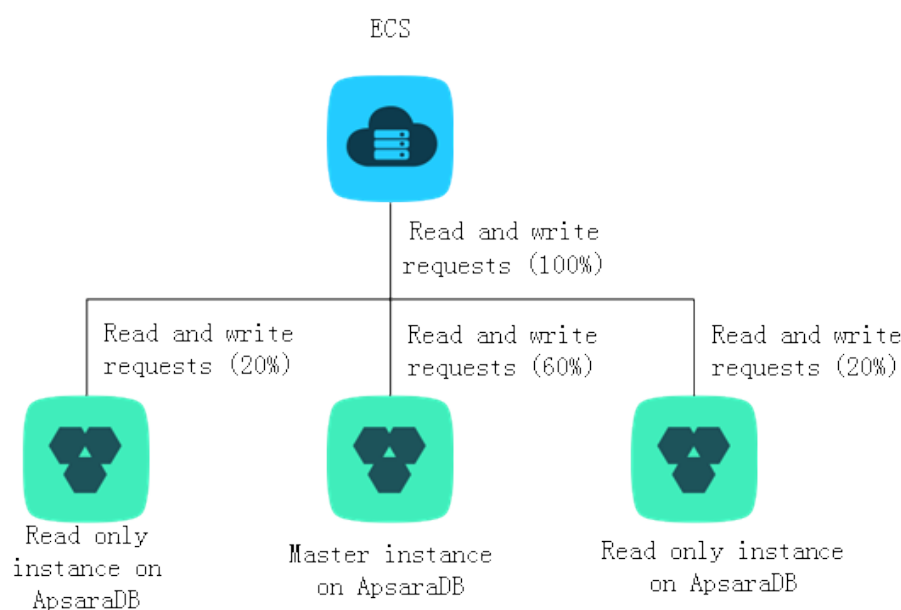 ECS
Read and write
requests (100%)
Read and write
requests (20%)
Read and write
requests (60%)
Read and write
requests (20%)
Read only
instance on
ApsaraDB
Master instance
on ApsaraDB
Read only instance
on ApsaraDB